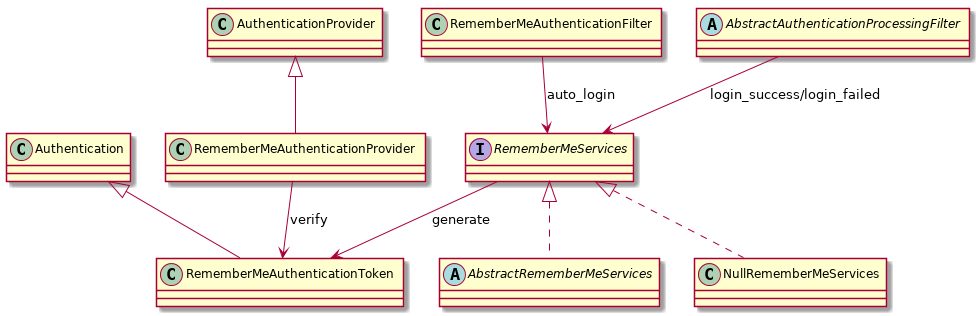 C AuthenticationProvider
C RememberMeAuthenticationFilter
A AbstractAuthenticationProcessingFilter
auto_login
login_success/login_failed
C Authentication
C RememberMeAuthenticationProvider
I RememberMeServices
verify
generate
C RememberMeAuthenticationToken
A AbstractRememberMeServices
C NullRememberMeServices